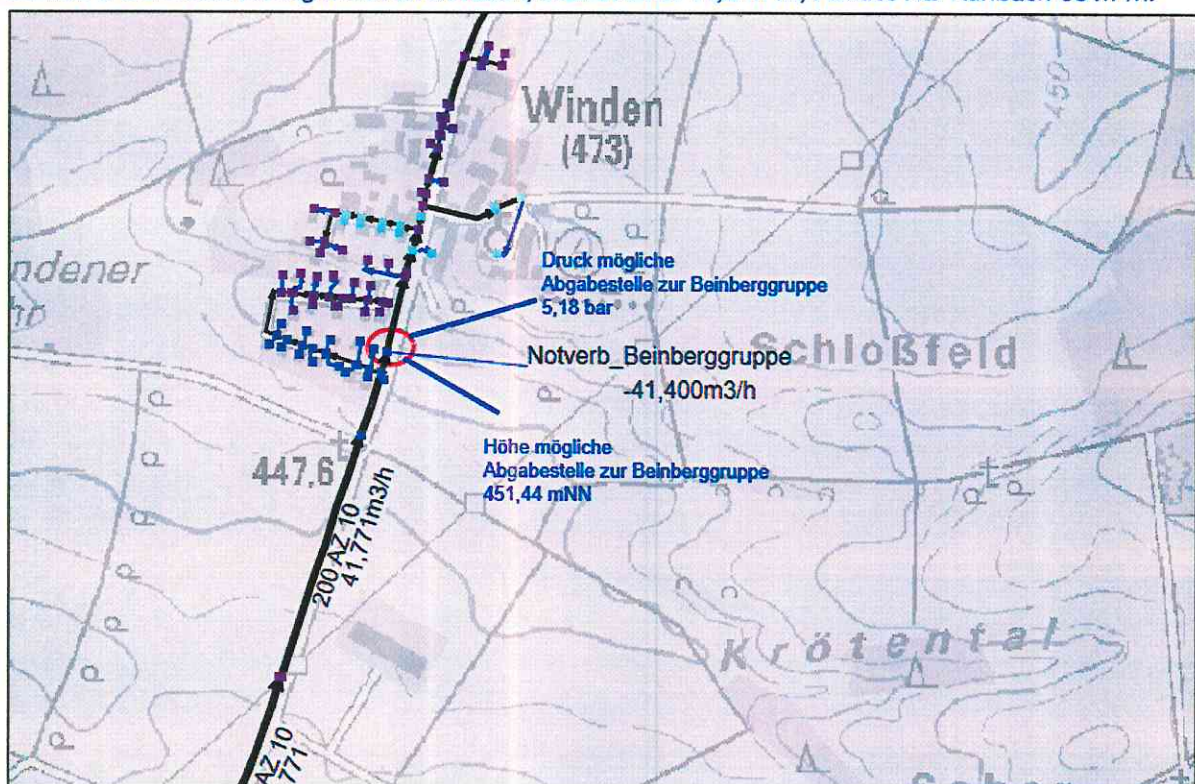 Winden
(473)
ndener
Druck mögliche
Abgabestelle zur Beinberggruppe
5,18 bar
Schloßfeld
Notverb_Beinberggruppe
-41,400m3/h
Höhe mögliche
Abgabestelle zur Beinberggruppe
451,44 mNN
447,6
450
200 AZ 10
41,771m3/h
Krötental
AZ 10
771